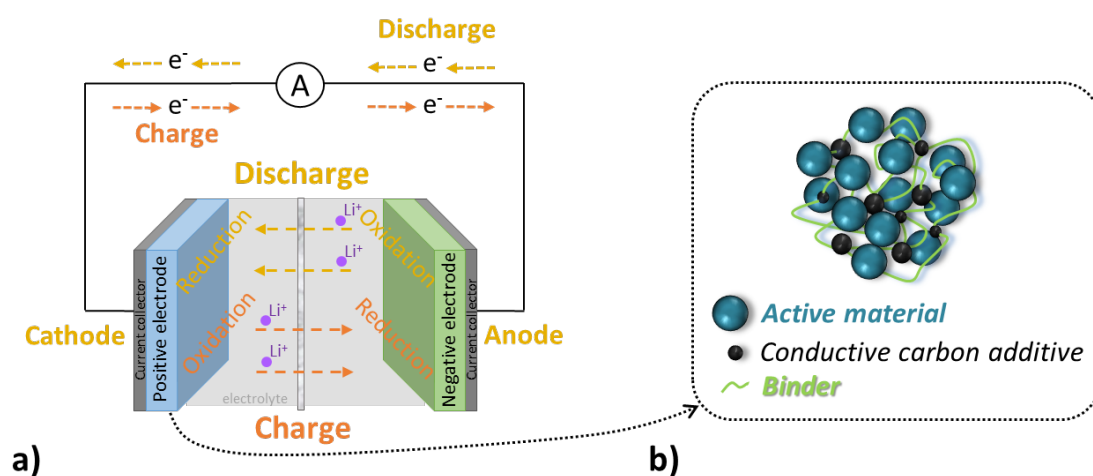 Discharge
e-
e-
A
e-
e-
Charge
Discharge
Li+
Li+
Reduction
Oxidation
Li+
Li+
Oxidation
Reduction
Cathode
Current collector
Positive electrode
Negative electrode
Current collector
Anode
electrolyte
Charge
a)
Active material
Conductive carbon additive
Binder
b)